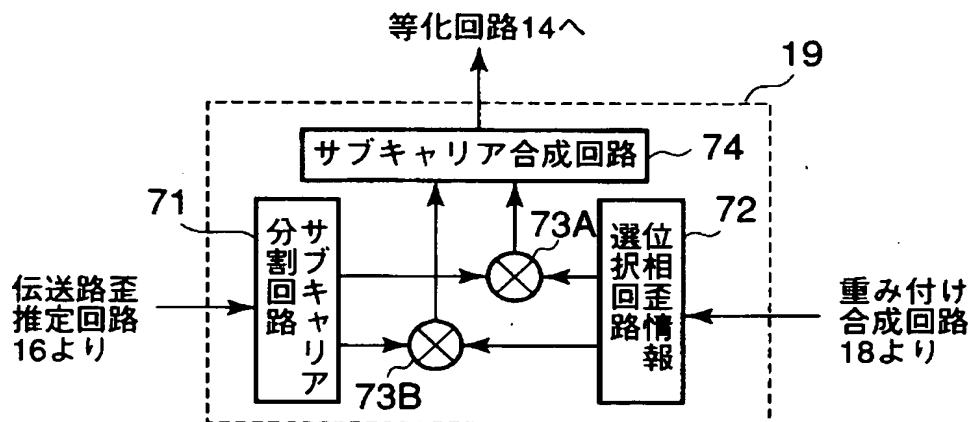 等化回路14へ
19
サブキャリア合成回路
74
71
サブキャリア
分割回路
73A
位相歪情報
選択回路
72
伝送路歪
推定回路
16より
73B
重み付け
合成回路
18より